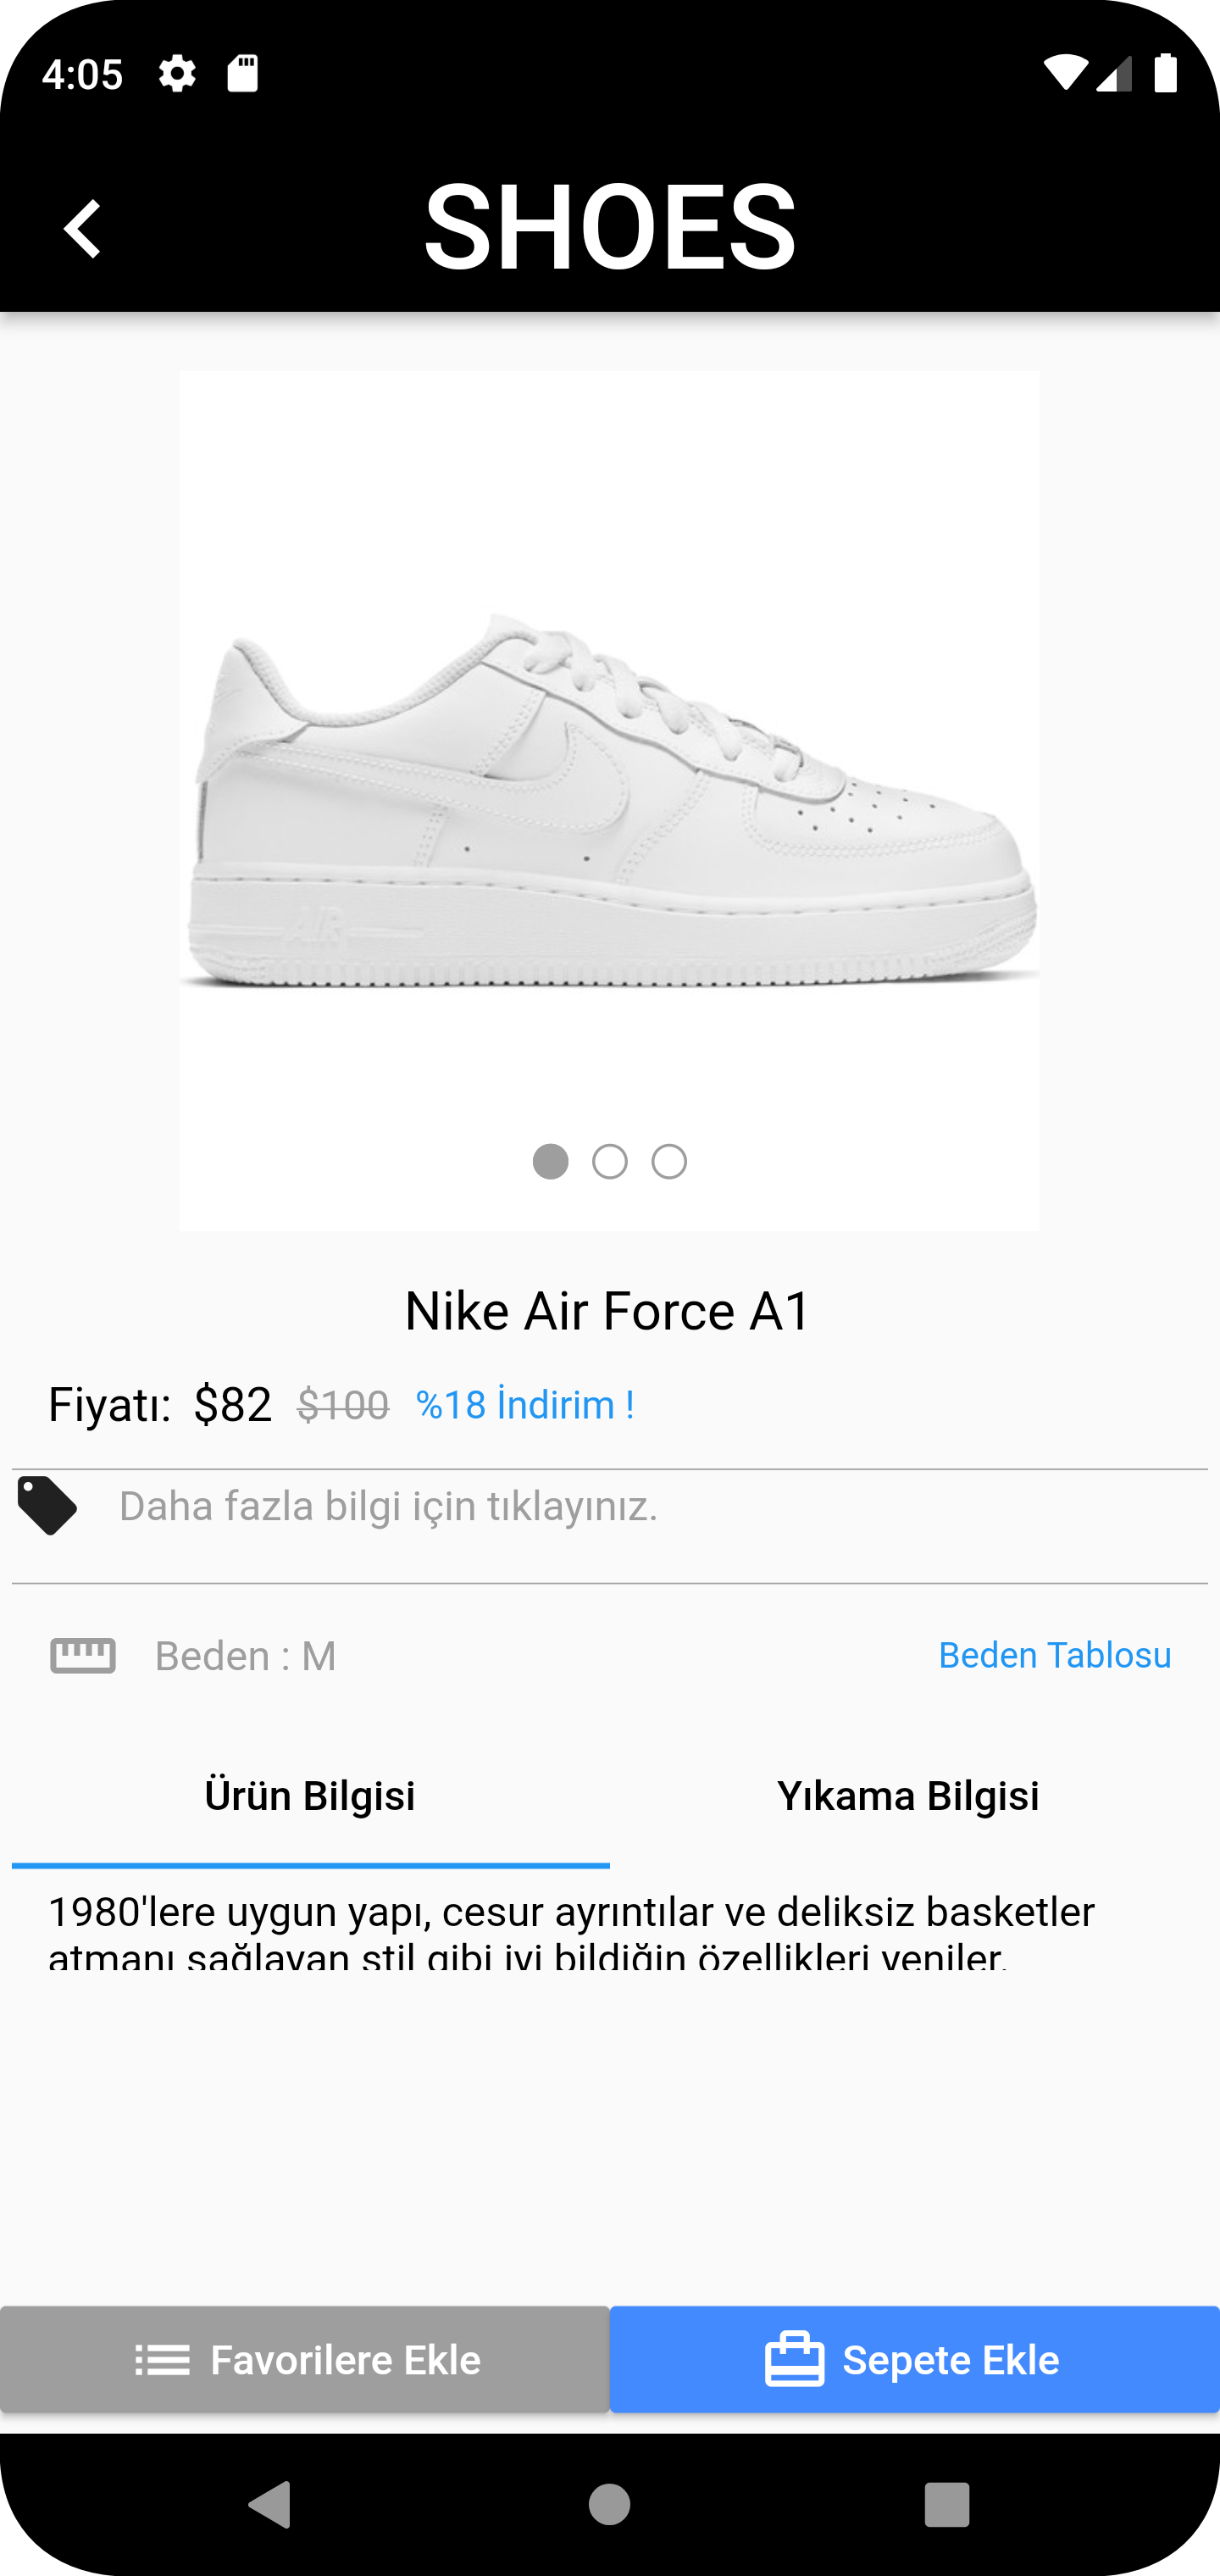 4:05
SHOES
AIR
Nike Air Force A1
Fiyatı: $82 $100 %18 İndirim !
Daha fazla bilgi için tıklayınız.
Beden : M
Beden Tablosu
Ürün Bilgisi
Yıkama Bilgisi
1980'lere uygun yapı, cesur ayrıntılar ve deliksiz basketler
atmanı sağlayan stil gibi iyi bildiğin özellikleri yeniler.
Favorilere Ekle
Sepete Ekle